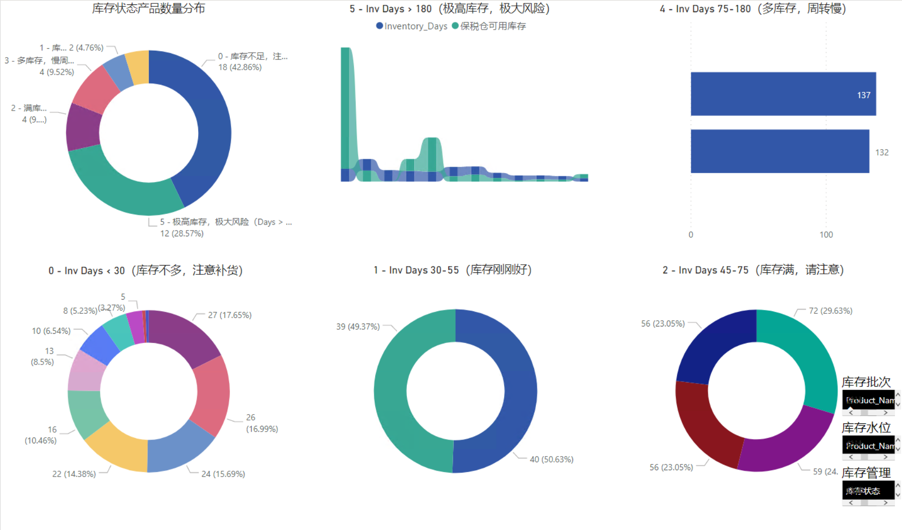 库存状态产品数量分布
1 - 库... 2 (4.76%)
3 - 多库存，慢周...
4 (9.52%)
2 - 满库...
4 (9....)
0 - 库存不足，注...
18 (42.86%)
5 - 极高库存，极大风险（Days > ...
12 (28.57%)
5 - Inv Days > 180（极高库存，极大风险）
Inventory_Days 保税仓可用库存
4 - Inv Days 75-180（多库存，周转慢）
137
132
0 100
0 - Inv Days < 30（库存不多，注意补货）
5
(3.27%)
8 (5.23%)
10 (6.54%)
13
(8.5%)
16
(10.46%)
22 (14.38%)
24 (15.69%)
26
(16.99%)
27 (17.65%)
1 - Inv Days 30-55（库存刚刚好）
39 (49.37%)
40 (50.63%)
2 - Inv Days 45-75（库存满，请注意）
56 (23.05%)
72 (29.63%)
56 (23.05%)
59 (24.
库存批次
Product_Nam
库存水位
Product_Nam
库存管理
库存状态